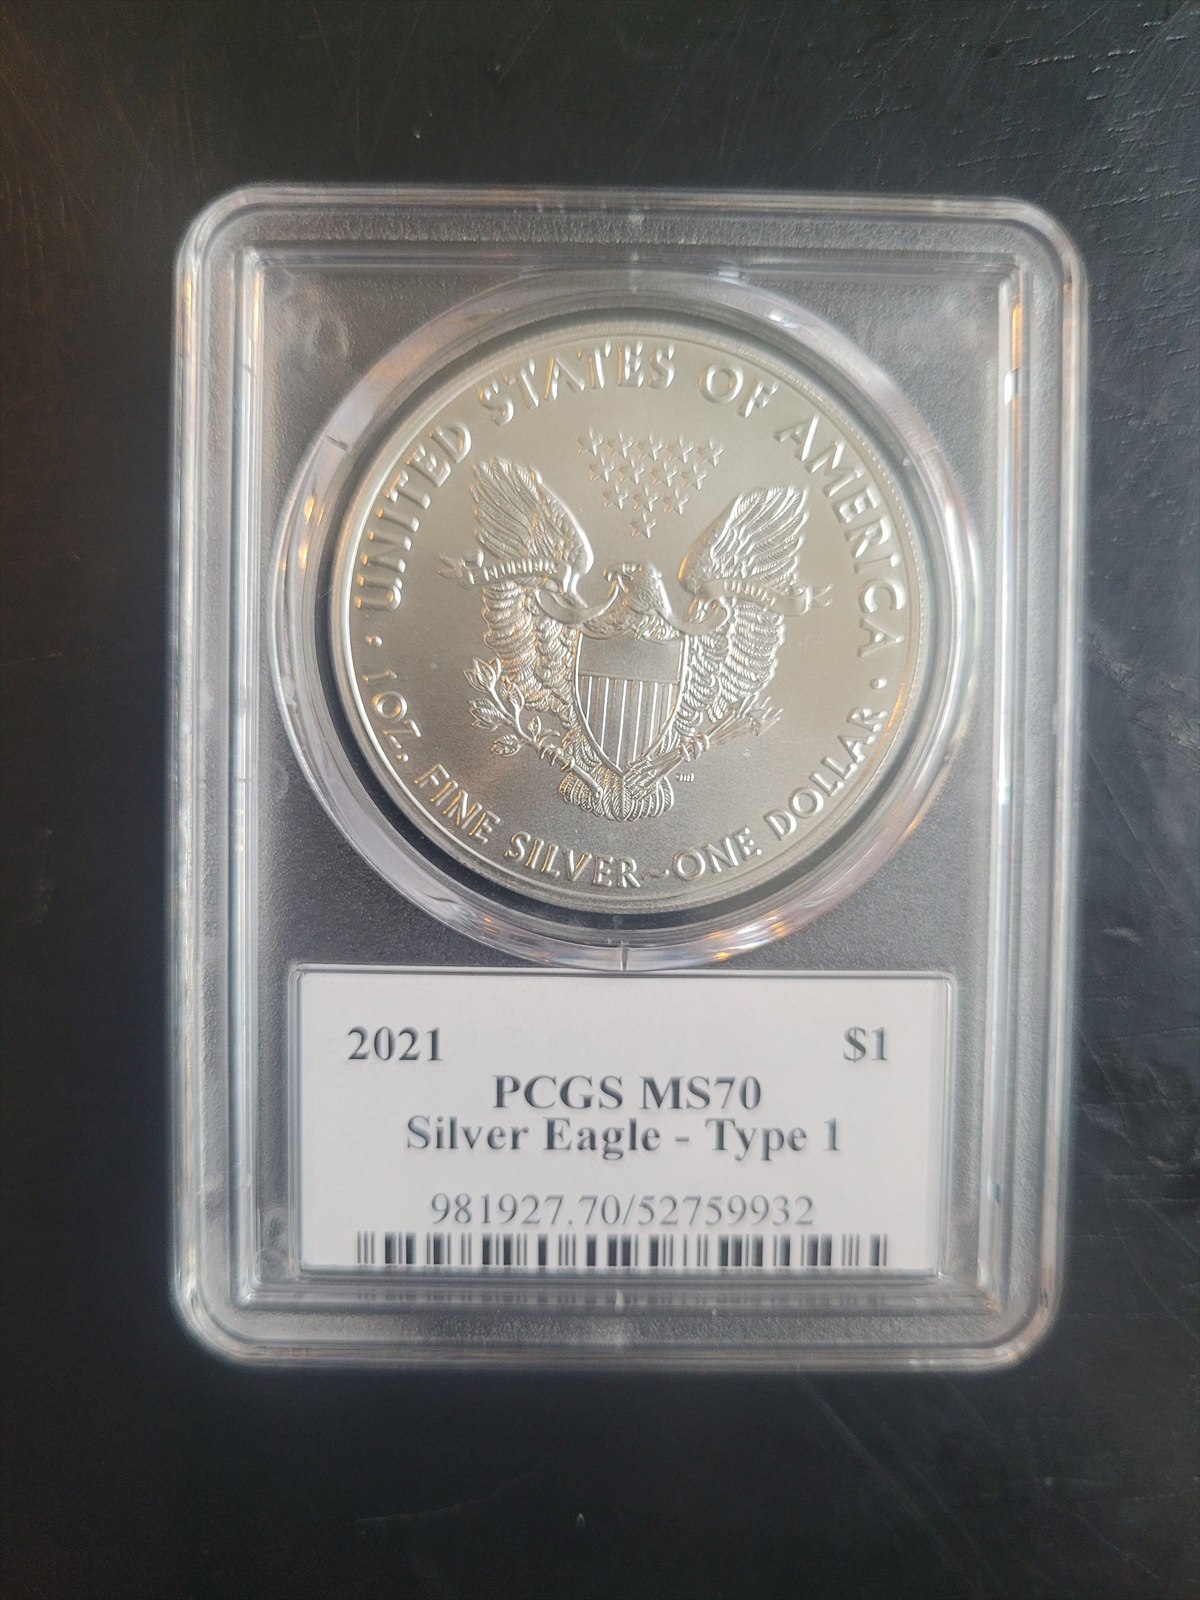 UNITED STATES OF AMERICA
UNUM
1 OZ. FINE SILVER~ONE DOLLAR
2021 $1
PCGS MS70
Silver Eagle - Type 1
981927.70/52759932